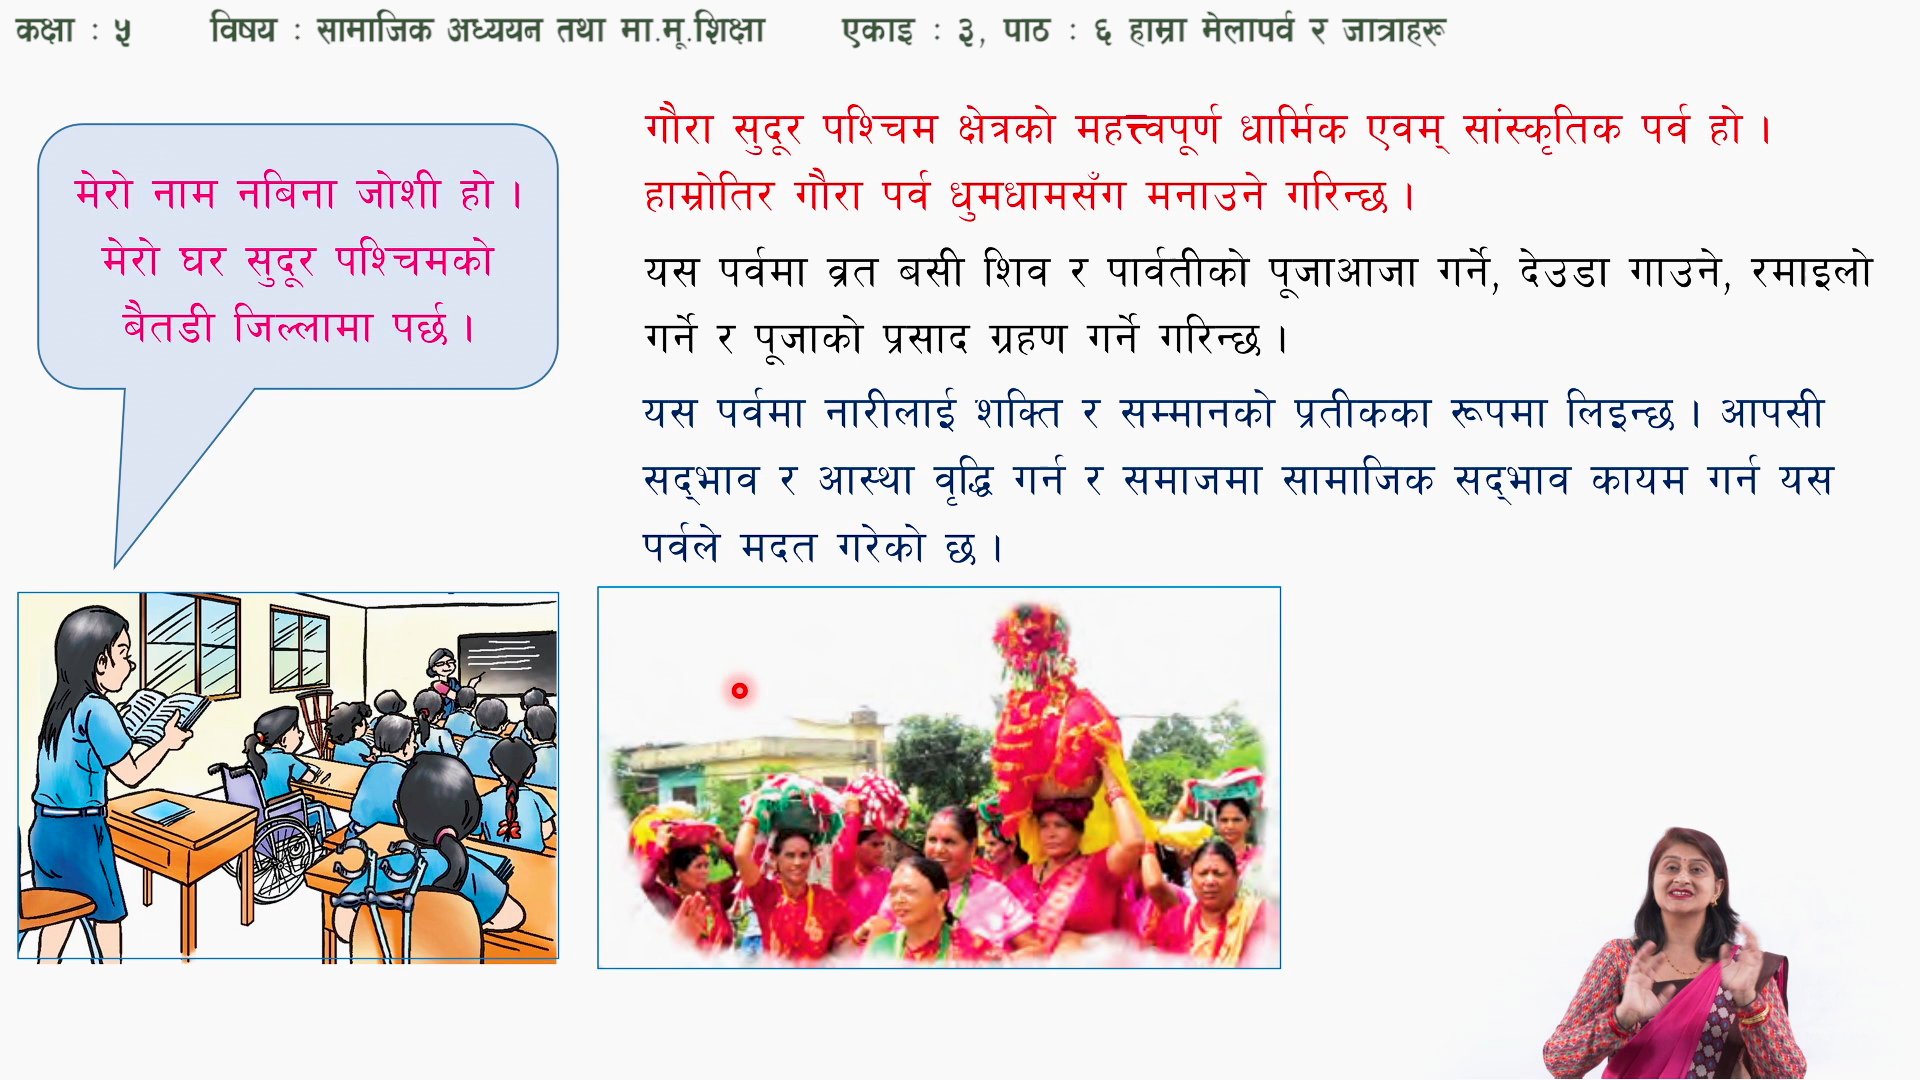 कक्षा : ५ विषय : सामाजिक अध्ययन तथा मा.मू.शिक्षा एकाइ : ३, पाठ : ६ हाम्रा मेलापर्व र जात्राहरू
मेरो नाम नबिना जोशी हो ।
मेरो घर सुदूर पश्चिमको
बैतडी जिल्लामा पर्छ ।
गौरा सुदूर पश्चिम क्षेत्रको महत्त्वपूर्ण धार्मिक एवम् सांस्कृतिक पर्व हो ।
हाम्रोतिर गौरा पर्व धुमधामसँग मनाउने गरिन्छ ।
यस पर्वमा व्रत बसी शिव र पार्वतीको पूजाआजा गर्ने, देउडा गाउने, रमाइलो
गर्ने र पूजाको प्रसाद ग्रहण गर्ने गरिन्छ ।
यस पर्वमा नारीलाई शक्ति र सम्मानको प्रतीकका रूपमा लिइन्छ । आपसी
सद्‌भाव र आस्था वृद्धि गर्न र समाजमा सामाजिक सद्‌भाव कायम गर्न यस
पर्वले मदत गरेको छ ।